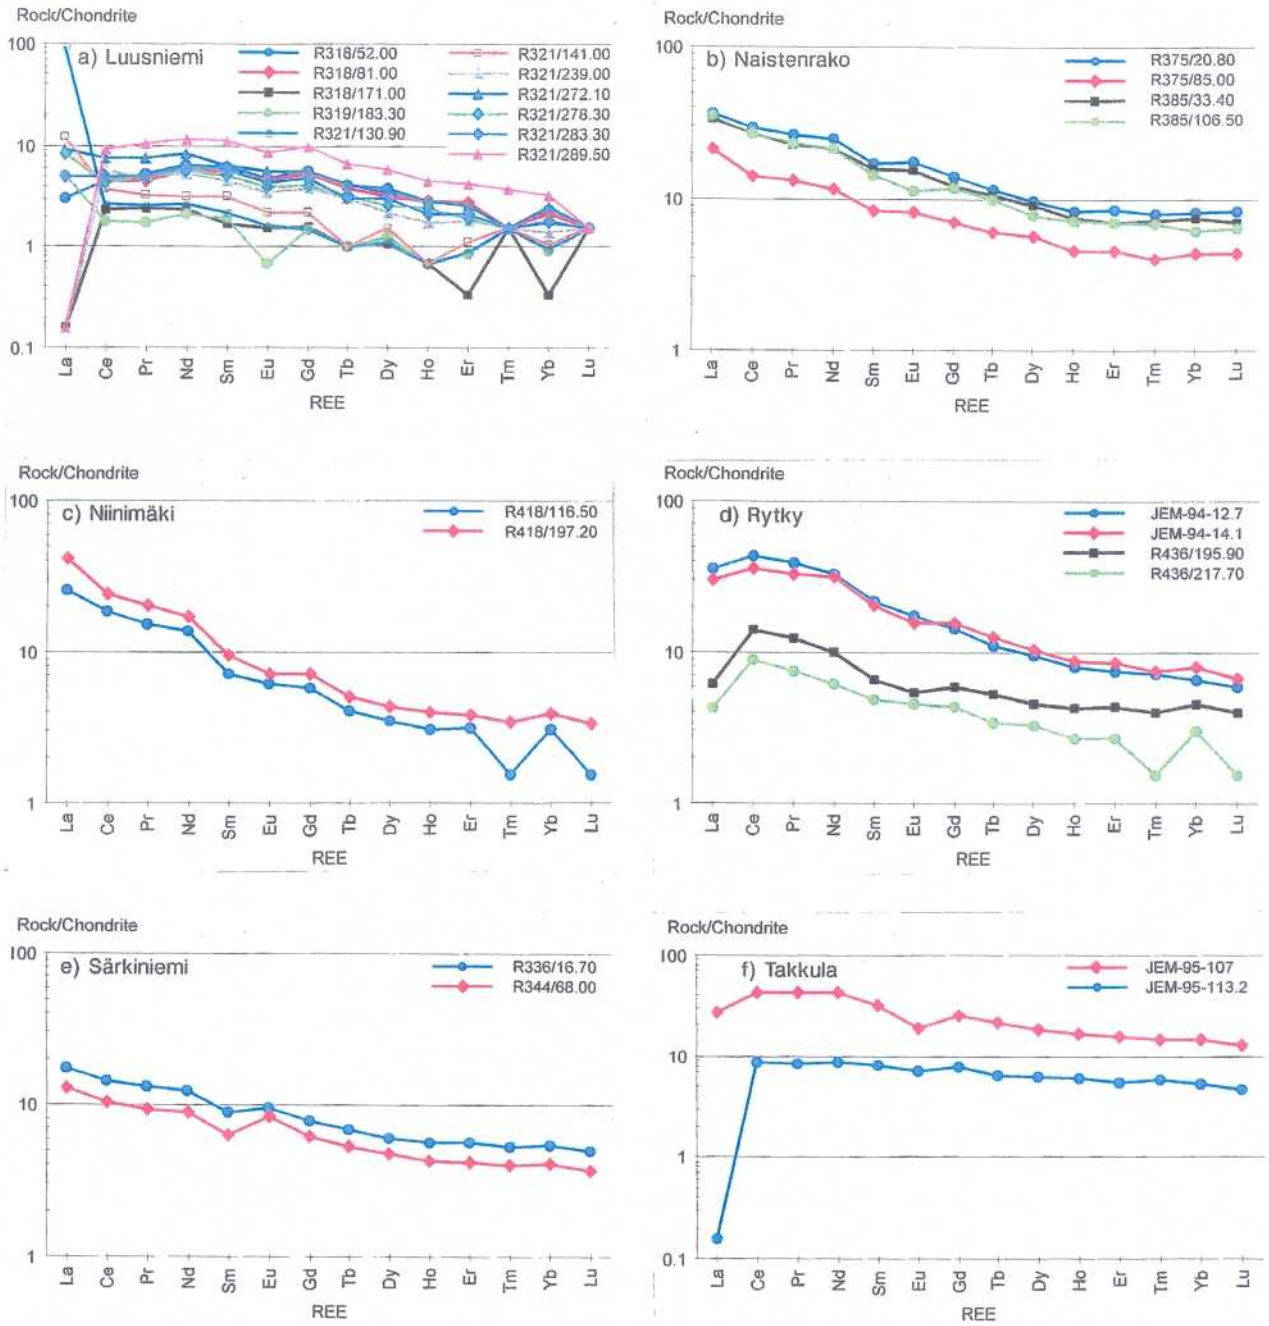 Rock/Chondrite
100
a) Luusniemi
R318/52.00
R318/81.00
R318/171.00
R319/183.30
R321/130.90
R321/141.00
R321/239.00
R321/272.10
R321/278.30
R321/283.30
R321/289.50
10
1
0.1
La Ce Pr Nd Sm Eu Gd Tb Dy Ho Er Tm Yb Lu
REE
Rock/Chondrite
100
b) Naistenrako
R375/20.80
R375/85.00
R385/33.40
R385/106.50
10
1
La Ce Pr Nd Sm Eu Gd Tb Dy Ho Er Tm Yb Lu
REE
Rock/Chondrite
100
c) Niinimäki
R418/116.50
R418/197.20
10
1
La Ce Pr Nd Sm Eu Gd Tb Dy Ho Er Tm Yb Lu
REE
Rock/Chondrite
100
d) Rytky
JEM-94-12.7
JEM-94-14.1
R436/195.90
R436/217.70
10
1
La Ce Pr Nd Sm Eu Gd Tb Dy Ho Er Tm Yb Lu
REE
Rock/Chondrite
100
e) Särkiniemi
R336/16.70
R344/68.00
10
1
La Ce Pr Nd Sm Eu Gd Tb Dy Ho Er Tm Yb Lu
REE
Rock/Chondrite
100
f) Takkula
JEM-95-107
JEM-95-113.2
10
1
0.1
La Ce Pr Nd Sm Eu Gd Tb Dy Ho Er Tm Yb Lu
REE